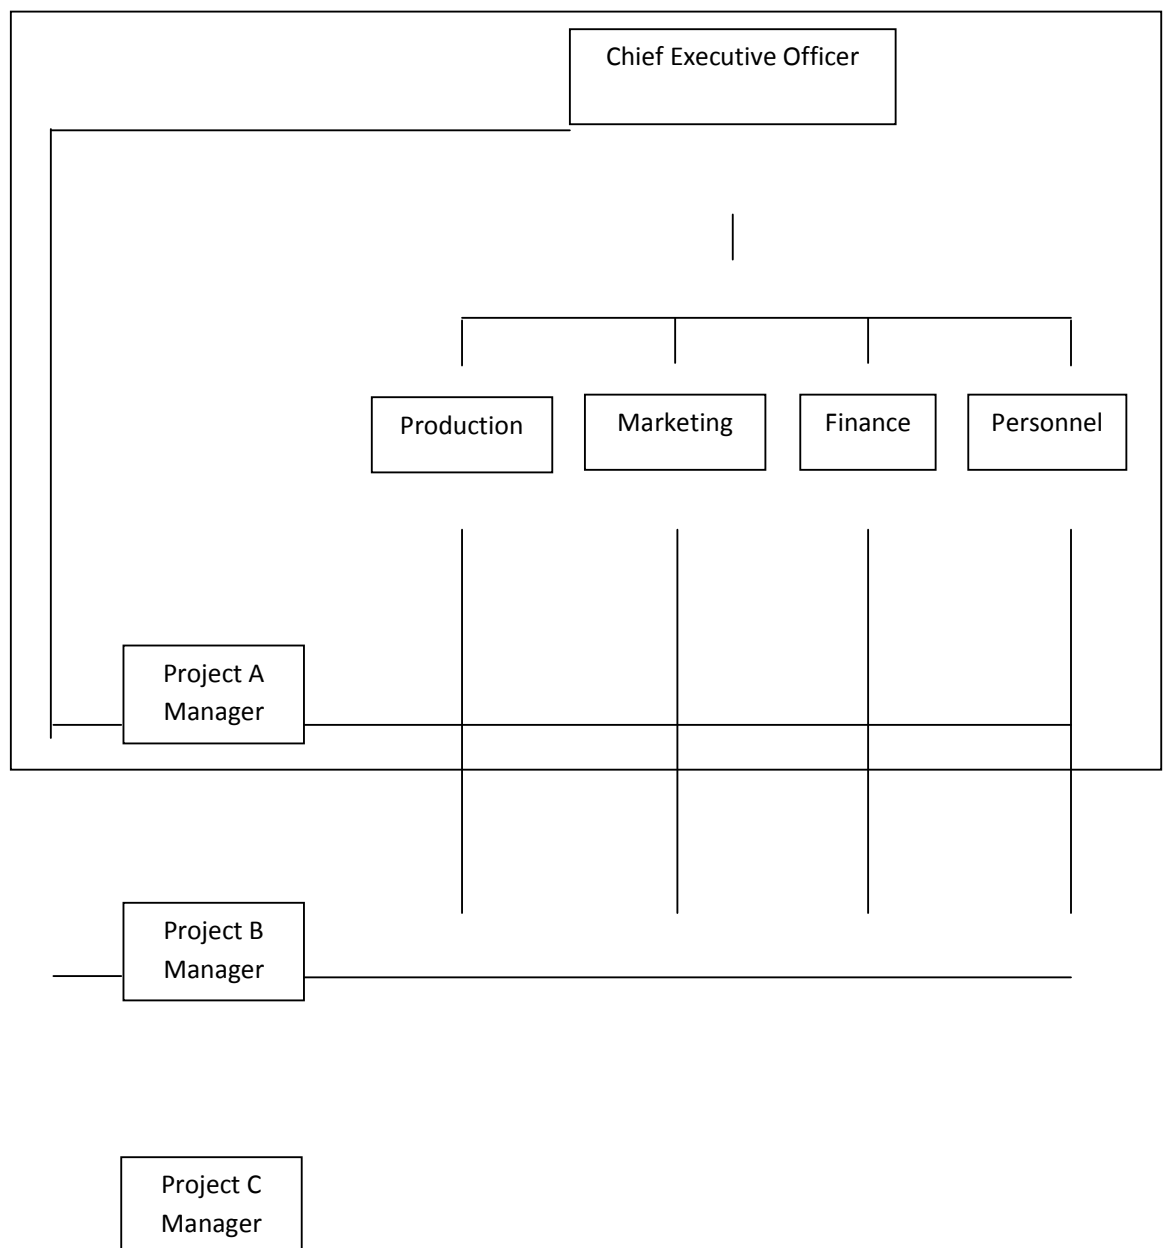 Chief Executive Officer
Production
Marketing
Finance
Personnel
Project A
Manager
Project B
Manager
Project C
Manager